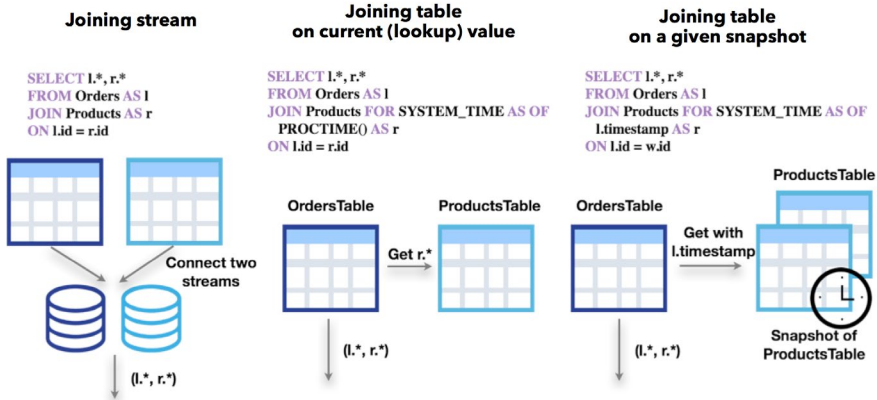 Joining stream
SELECT l.*, r.*
FROM Orders AS l
JOIN Products AS r
ON l.id = r.id
Connect two
streams
(l.*, r.*)
Joining table
on current (lookup) value
SELECT l.*, r.*
FROM Orders AS l
JOIN Products FOR SYSTEM_TIME AS OF
PROCTIME() AS r
ON l.id = r.id
OrdersTable
ProductsTable
Get r.*
(l.*, r.*)
Joining table
on a given snapshot
SELECT l.*, r.*
FROM Orders AS l
JOIN Products FOR SYSTEM_TIME AS OF
l.timestamp AS r
ON l.id = w.id
ProductsTable
OrdersTable
Get with
l.timestamp
Snapshot of
ProductsTable
(l.*, r.*)